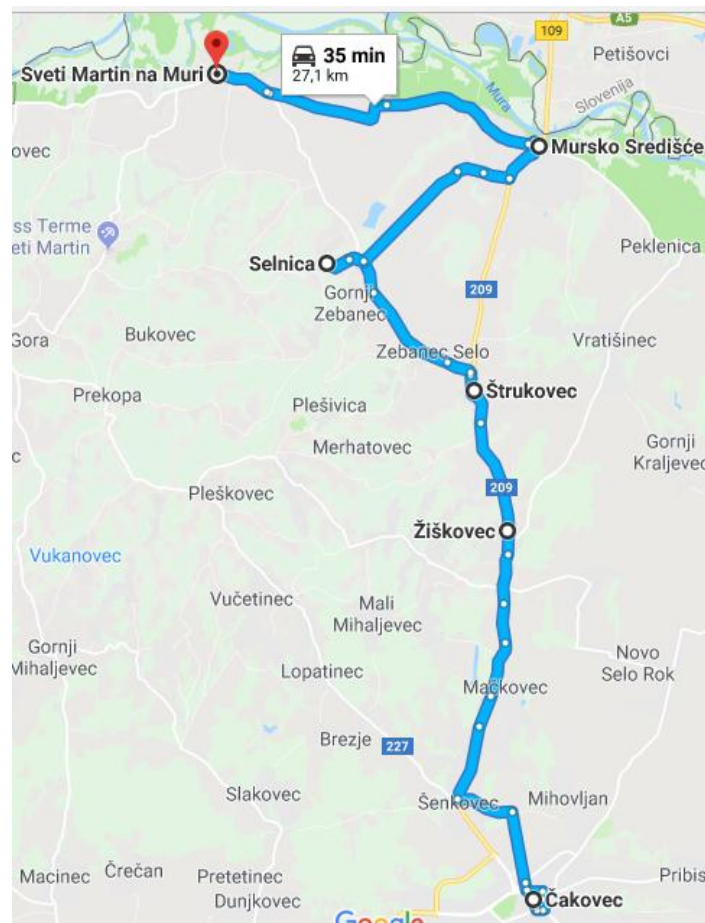 A5
109
Petišovci
35 min
27,1 km
Sveti Martin na Muri
Mura
Slovenija
ovec
Mursko Središće
ss Terme
eti Martin
Peklenica
Selnica
Gornji
Zebanec
209
Gora
Bukovec
Vratišinec
Zebanec Selo
Štrukovec
Prekopa
Plešivica
Merhatovec
Gornji
Kraljevec
c
Pleškovec
209
Žiškovec
Vukanovec
Vučetinec
Mali
Mihaljevec
Gornji
Mihaljevec
Novo
Selo Rok
Lopatinec
Mačkovec
Brezje
227
Slakovec
Šenkovec
Mihovljan
Macinec
Črečan
Pretetinec
Dunjkovec
Pribis
Čakovec
Google